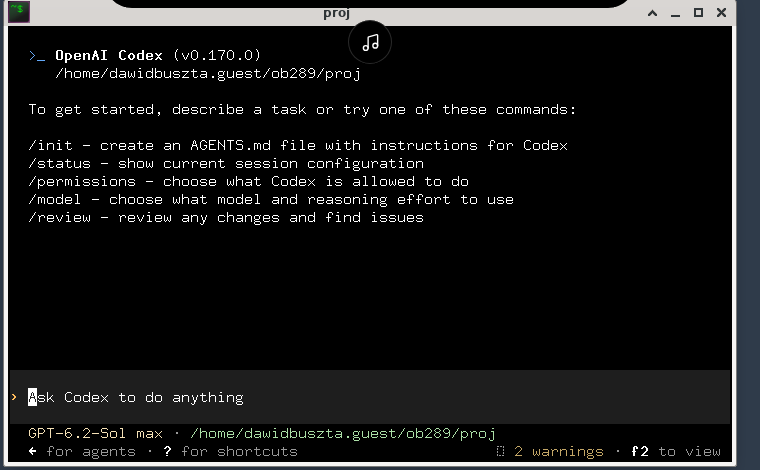 proj
>_ OpenAI Codex (v0.170.0)
/home/dawidbuszta.guest/ob289/proj
To get started, describe a task or try one of these commands:
/init - create an AGENTS.md file with instructions for Codex
/status - show current session configuration
/permissions - choose what Codex is allowed to do
/model - choose what model and reasoning effort to use
/review - review any changes and find issues
› Ask Codex to do anything
GPT-6.2-Sol max · /home/dawidbuszta.guest/ob289/proj
← for agents · ? for shortcuts 2 warnings · f2 to view